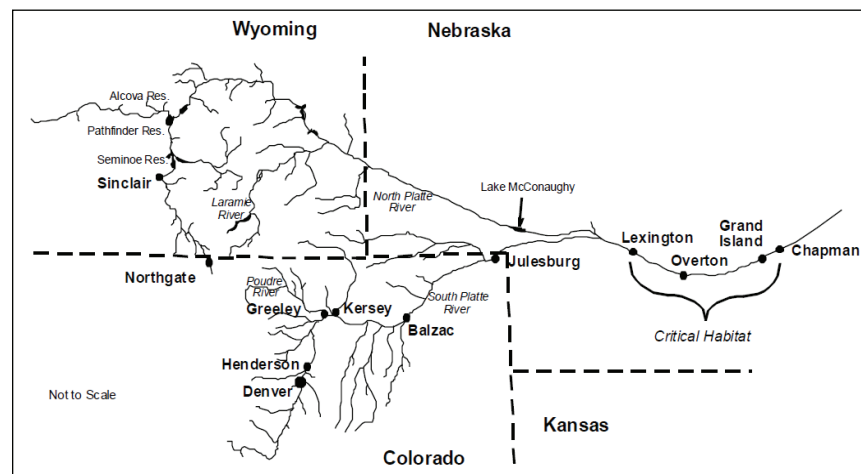 Wyoming
Nebraska
Alcova Res.
Pathfinder Res.
Seminoe Res.
Sinclair
Laramie
River
North Platte
River
Lake McConaughy
Lexington
Grand
Island
Overton
Chapman
Northgate
Julesburg
Poudre
River
Greeley
Kersey
South Platte
River
Balzac
Critical Habitat
Henderson
Denver
Not to Scale
Kansas
Colorado